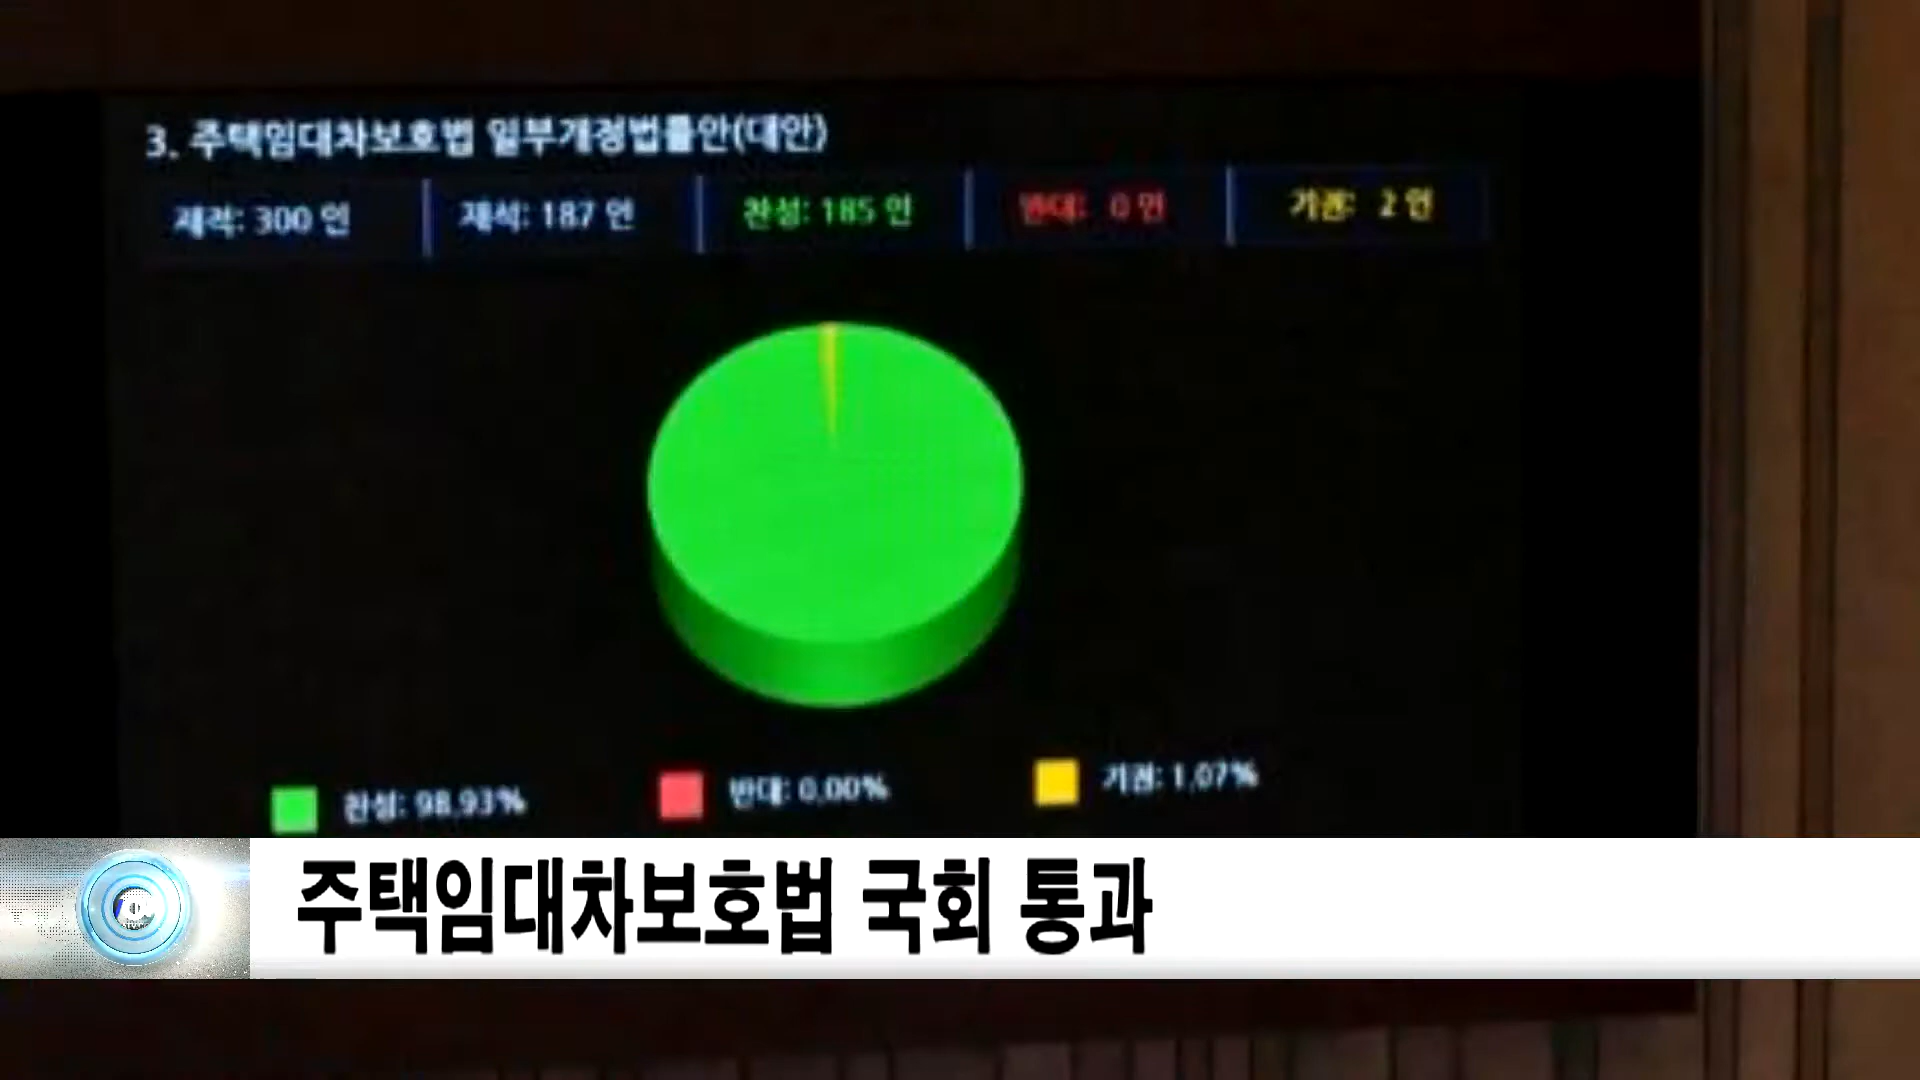 3. 주택임대차보호법 일부개정법률안(대안)
재적: 300 인 재석: 187 인 찬성: 185 인 반대: 0 인 기권: 2 인
찬성: 98.93% 반대: 0.00% 기권: 1.07%
주택임대차보호법 국회 통과